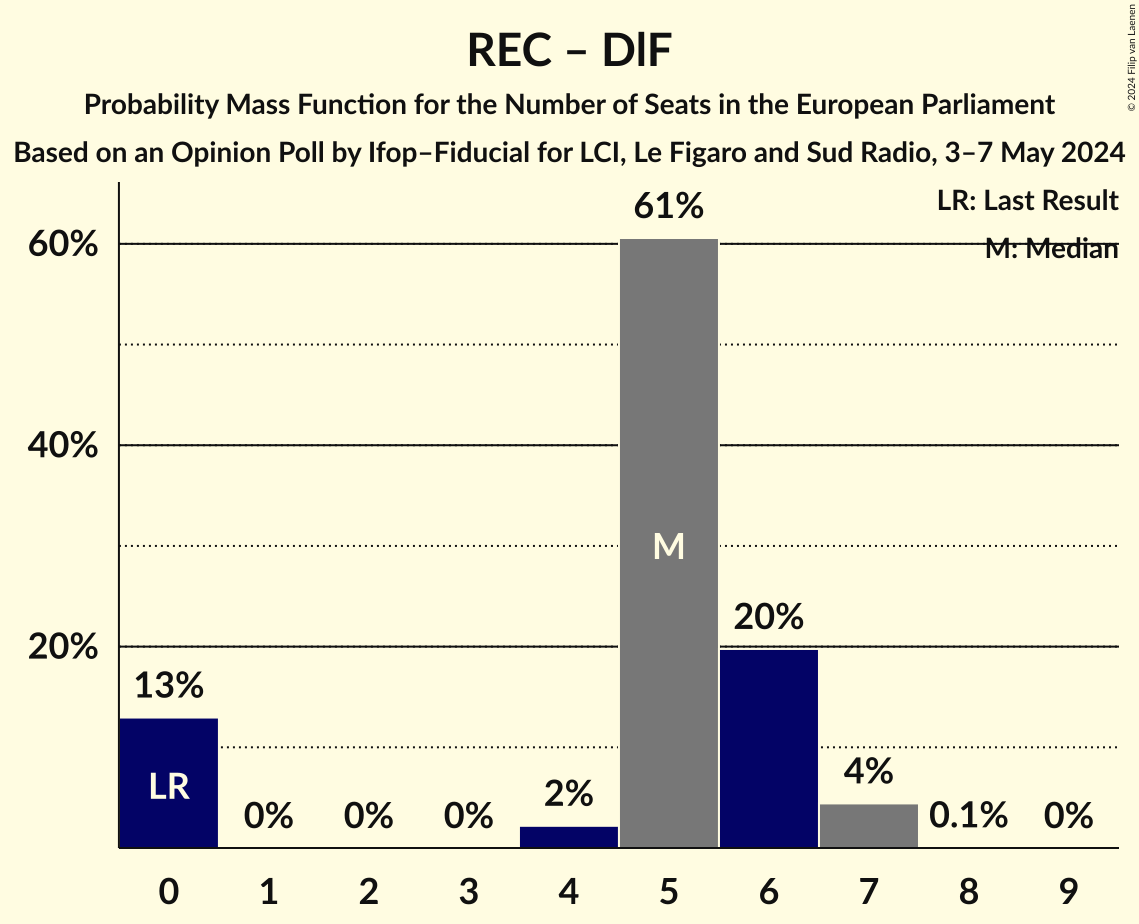 REC – DlF
Probability Mass Function for the Number of Seats in the European Parliament
Based on an Opinion Poll by Ifop–Fiducial for LCI, Le Figaro and Sud Radio, 3–7 May 2024
© 2024 Filip van Laenen
LR: Last Result
M: Median
60%
40%
20%
13%
0%
0%
0%
2%
61%
20%
4%
0.1%
0%
LR
M
0 1 2 3 4 5 6 7 8 9